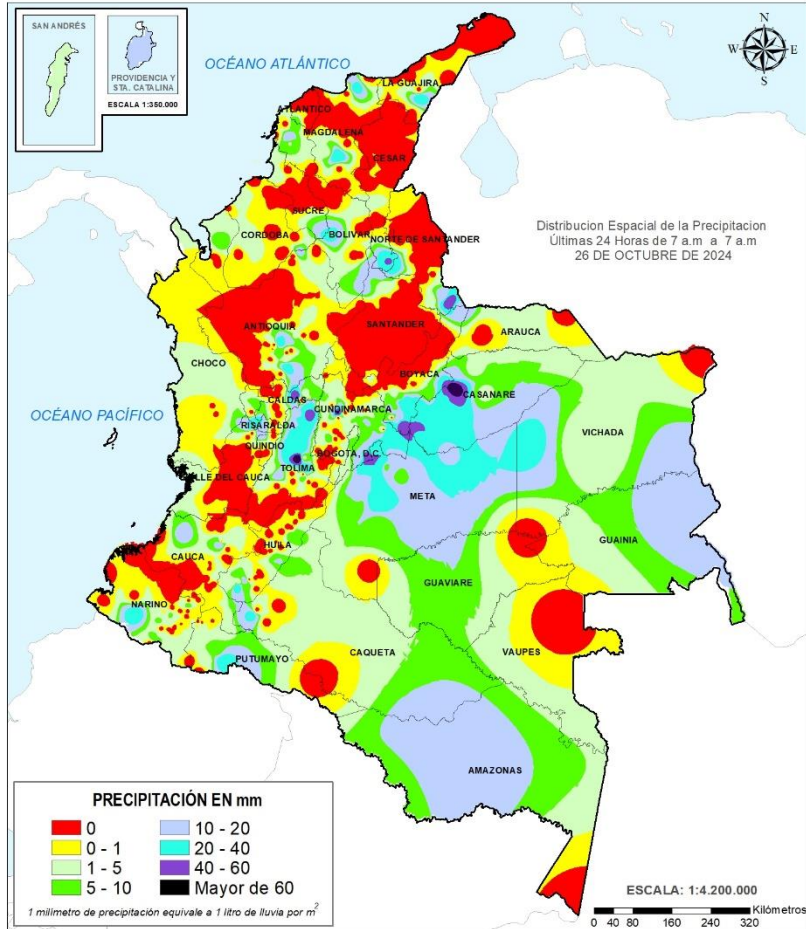 SAN ANDRÉS
PROVIDENCIA Y
STA. CATALINA
ESCALA 1:350.000
OCÉANO ATLÁNTICO
N
W
E
S
LA GUAJIRA
ATLANTICO
MAGDALENA
CESAR
SUCRE
CORDOBA
BOLIVAR
NORTE DE SANTANDER
Distribucion Espacial de la Precipitacion
Últimas 24 Horas de 7 a.m a 7 a.m
26 DE OCTUBRE DE 2024
ANTIOQUIA
SANTANDER
ARAUCA
CHOCO
BOYACA
CASANARE
OCÉANO PACÍFICO
CALDAS
CUNDINAMARCA
RISARALDA
VICHADA
QUINDIO
BOGOTA, D.C.
TOLIMA
VALLE DEL CAUCA
META
HUILA
GUAINIA
CAUCA
GUAVIARE
NARIÑO
PUTUMAYO
CAQUETA
VAUPES
AMAZONAS
PRECIPITACIÓN EN mm
0
10 - 20
0 - 1
20 - 40
1 - 5
40 - 60
5 - 10
Mayor de 60
1 milímetro de precipitación equivale a 1 litro de lluvia por m²
ESCALA: 1:4.200.000
Kilómetros
0 40 80 160 240 320